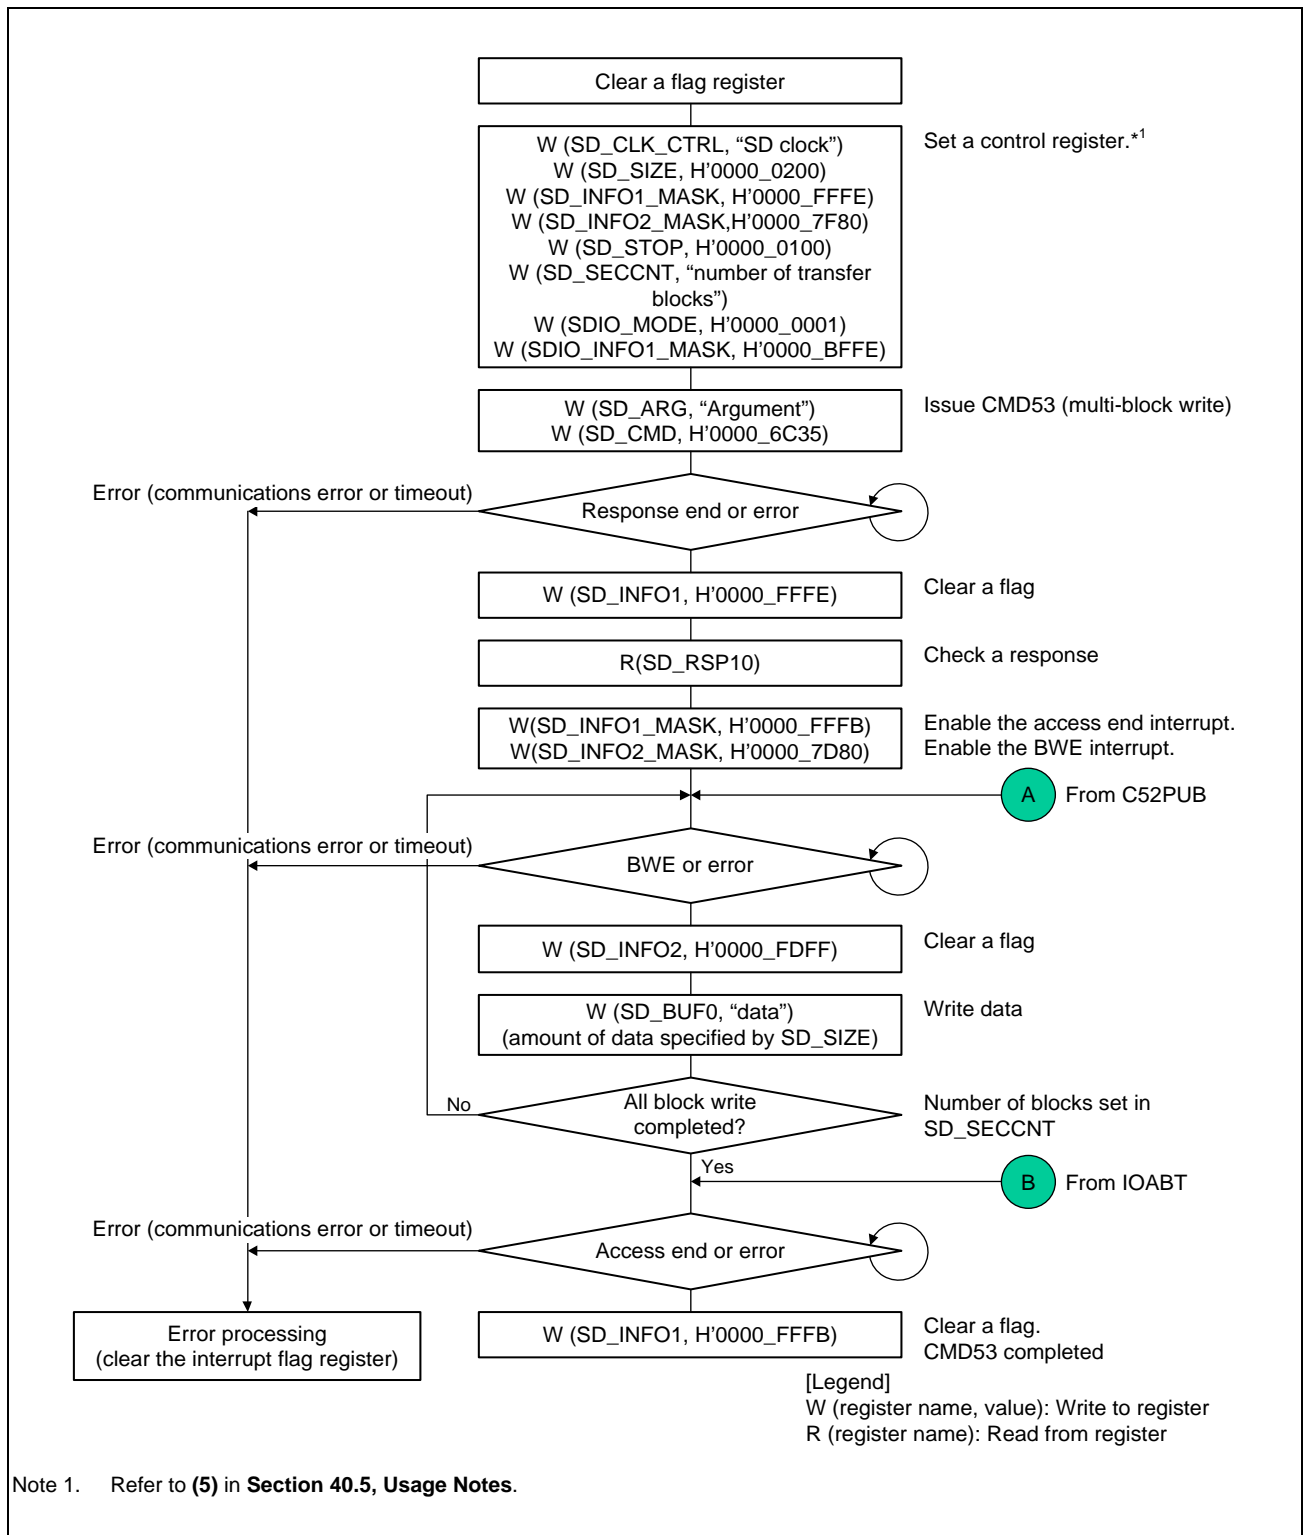 Clear a flag register
W (SD_CLK_CTRL, “SD clock”)
W (SD_SIZE, H’0000_0200)
W (SD_INFO1_MASK, H’0000_FFFE)
W (SD_INFO2_MASK,H’0000_7F80)
W (SD_STOP, H’0000_0100)
W (SD_SECCNT, “number of transfer
blocks”)
W (SDIO_MODE, H’0000_0001)
W (SDIO_INFO1_MASK, H’0000_BFFE)
Set a control register.*1
W (SD_ARG, “Argument”)
W (SD_CMD, H’0000_6C35)
Issue CMD53 (multi-block write)
Error (communications error or timeout)
Response end or error
W (SD_INFO1, H’0000_FFFE)
Clear a flag
R(SD_RSP10)
Check a response
W(SD_INFO1_MASK, H’0000_FFFB)
W(SD_INFO2_MASK, H’0000_7D80)
Enable the access end interrupt.
Enable the BWE interrupt.
A
From C52PUB
Error (communications error or timeout)
BWE or error
W (SD_INFO2, H’0000_FDFF)
Clear a flag
W (SD_BUF0, “data”)
(amount of data specified by SD_SIZE)
Write data
No
All block write
completed?
Number of blocks set in
SD_SECCNT
Yes
B
From IOABT
Error (communications error or timeout)
Access end or error
Error processing
(clear the interrupt flag register)
W (SD_INFO1, H’0000_FFFB)
Clear a flag.
CMD53 completed
[Legend]
W (register name, value): Write to register
R (register name): Read from register
Note 1. Refer to (5) in Section 40.5, Usage Notes.